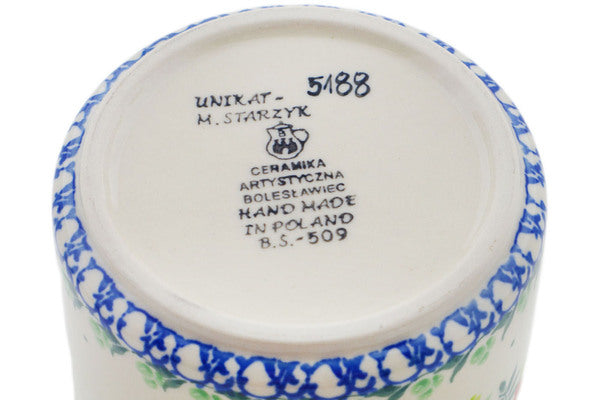 UNIKAT- 5188
M. STARZYK
CERAMIKA
ARTYSTYCZNA
BOLESŁAWIEC
HAND MADE
IN POLAND
B.S.-509